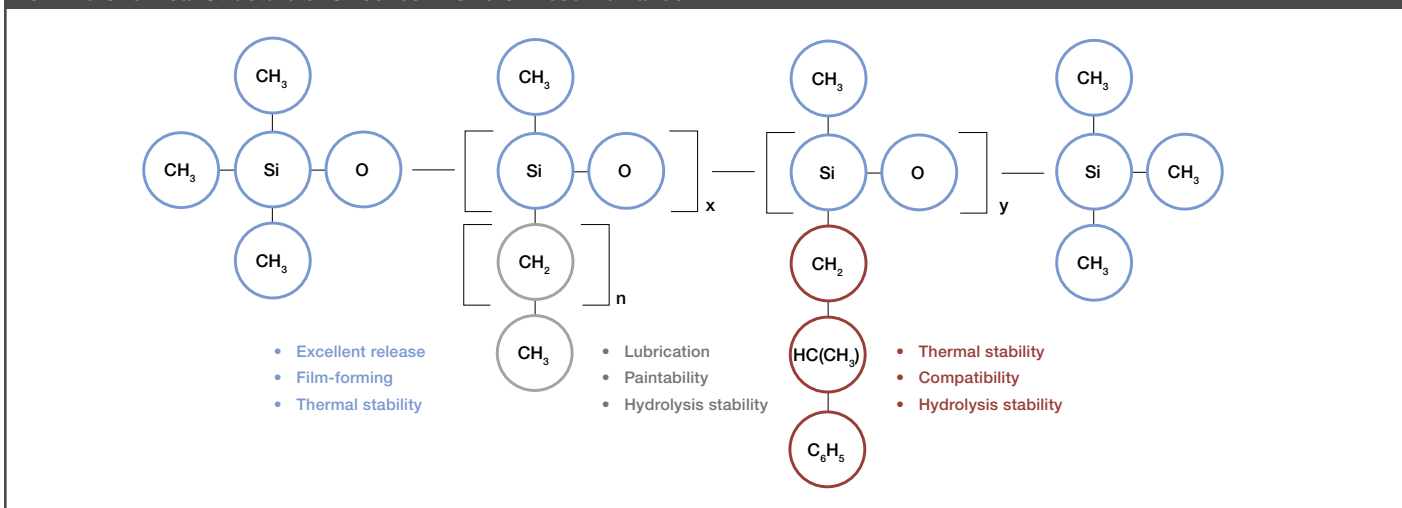 CH₃ CH₃ CH₃ CH₃
CH₃ Si O Si O x Si O y Si CH₃
CH₃ CH₂ n CH₂ CH₃
CH₃ HC(CH₃)
C₆H₅
• Excellent release
• Film-forming
• Thermal stability
• Lubrication
• Paintability
• Hydrolysis stability
• Thermal stability
• Compatibility
• Hydrolysis stability